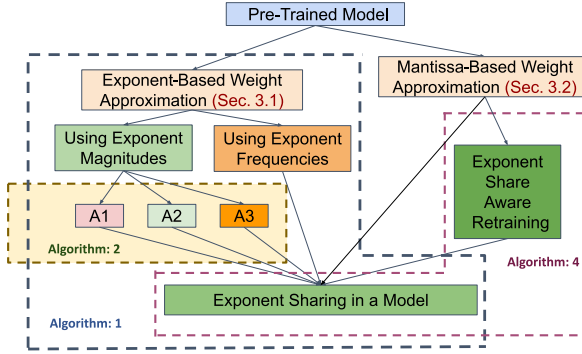 Pre-Trained Model
Exponent-Based Weight
Approximation (Sec. 3.1)
Mantissa-Based Weight
Approximation (Sec. 3.2)
Using Exponent
Magnitudes
Using Exponent
Frequencies
Exponent
Share
Aware
Retraining
A1
A2
A3
Algorithm: 2
Algorithm: 4
Exponent Sharing in a Model
Algorithm: 1